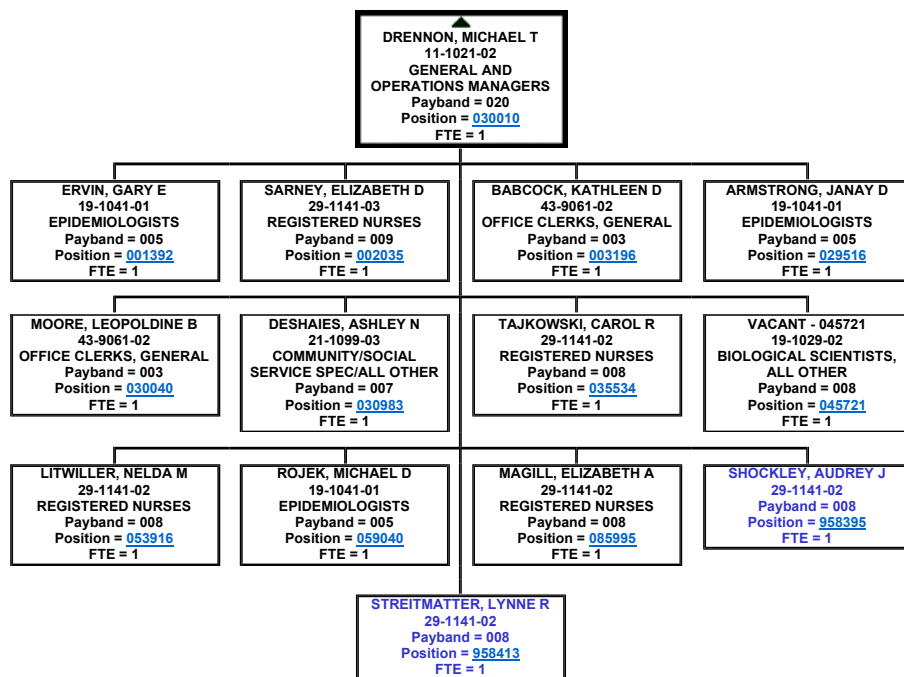 DRENNON, MICHAEL T
11-1021-02
GENERAL AND
OPERATIONS MANAGERS
Payband = 020
Position = 030010
FTE = 1
ERVIN, GARY E
19-1041-01
EPIDEMIOLOGISTS
Payband = 005
Position = 001392
FTE = 1
SARNEY, ELIZABETH D
29-1141-03
REGISTERED NURSES
Payband = 009
Position = 002035
FTE = 1
BABCOCK, KATHLEEN D
43-9061-02
OFFICE CLERKS, GENERAL
Payband = 003
Position = 003196
FTE = 1
ARMSTRONG, JANAY D
19-1041-01
EPIDEMIOLOGISTS
Payband = 005
Position = 029516
FTE = 1
MOORE, LEOPOLDINE B
43-9061-02
OFFICE CLERKS, GENERAL
Payband = 003
Position = 030040
FTE = 1
DESHAIES, ASHLEY N
21-1099-03
COMMUNITY/SOCIAL
SERVICE SPEC/ALL OTHER
Payband = 007
Position = 030983
FTE = 1
TAJKOWSKI, CAROL R
29-1141-02
REGISTERED NURSES
Payband = 008
Position = 035534
FTE = 1
VACANT - 045721
19-1029-02
BIOLOGICAL SCIENTISTS,
ALL OTHER
Payband = 008
Position = 045721
FTE = 1
LITWILLER, NELDA M
29-1141-02
REGISTERED NURSES
Payband = 008
Position = 053916
FTE = 1
ROJEK, MICHAEL D
19-1041-01
EPIDEMIOLOGISTS
Payband = 005
Position = 059040
FTE = 1
MAGILL, ELIZABETH A
29-1141-02
REGISTERED NURSES
Payband = 008
Position = 085995
FTE = 1
SHOCKLEY, AUDREY J
29-1141-02
Payband = 008
Position = 958395
FTE = 1
STREITMATTER, LYNNE R
29-1141-02
Payband = 008
Position = 958413
FTE = 1